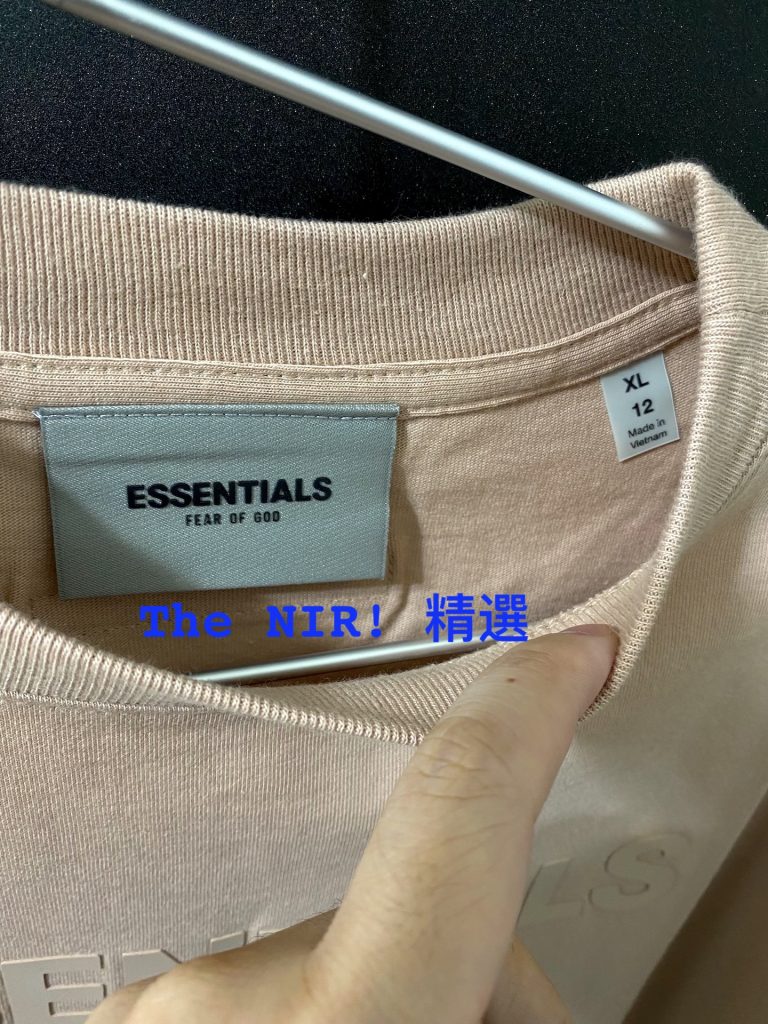 XL
12
Made in
Vietnam
ESSENTIALS
FEAR OF GOD
The NIR! 精選